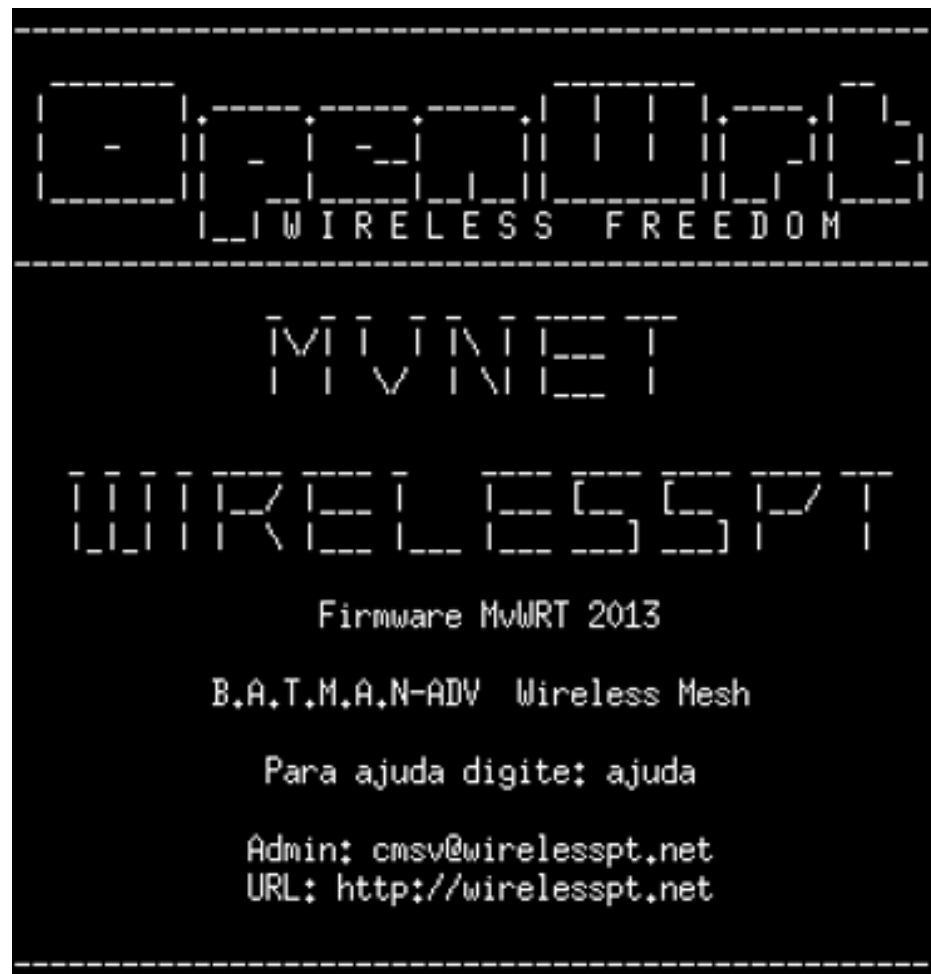 OpenWrt
WIRELESS FREEDOM
MVNET
WIRELESSPT
Firmware MvWRT 2013
B.A.T.M.A.N-ADV Wireless Mesh
Para ajuda digite: ajuda
Admin: cmsv@wirelesspt.net
URL: http://wirelesspt.net